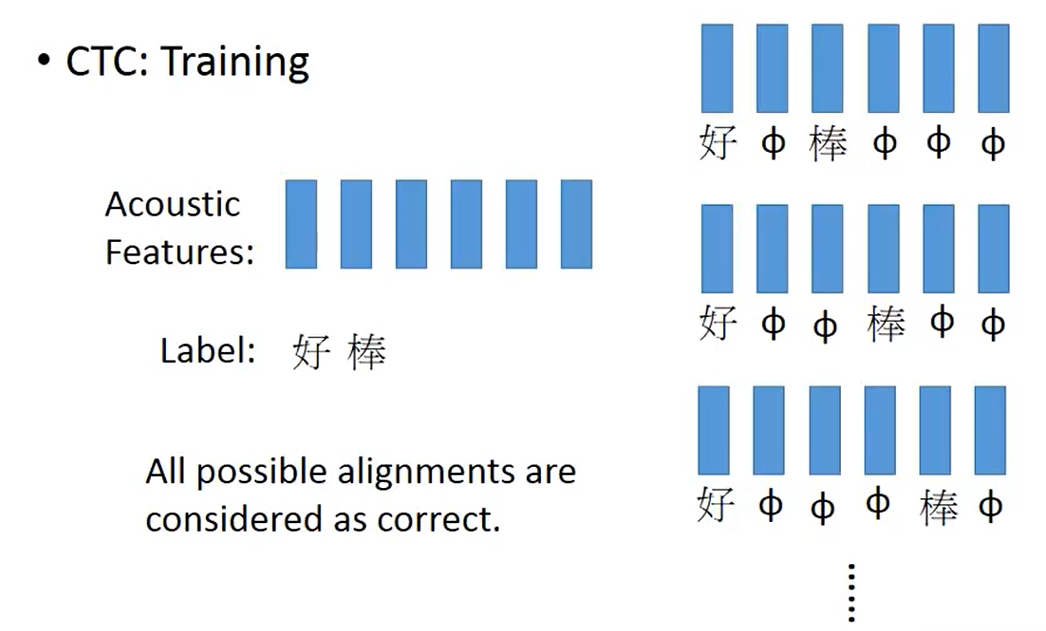 • CTC: Training
Acoustic
Features:
Label: 好 棒
All possible alignments are
considered as correct.
好 ϕ 棒 ϕ ϕ ϕ
好 ϕ ϕ 棒 ϕ ϕ
好 ϕ ϕ ϕ 棒 ϕ